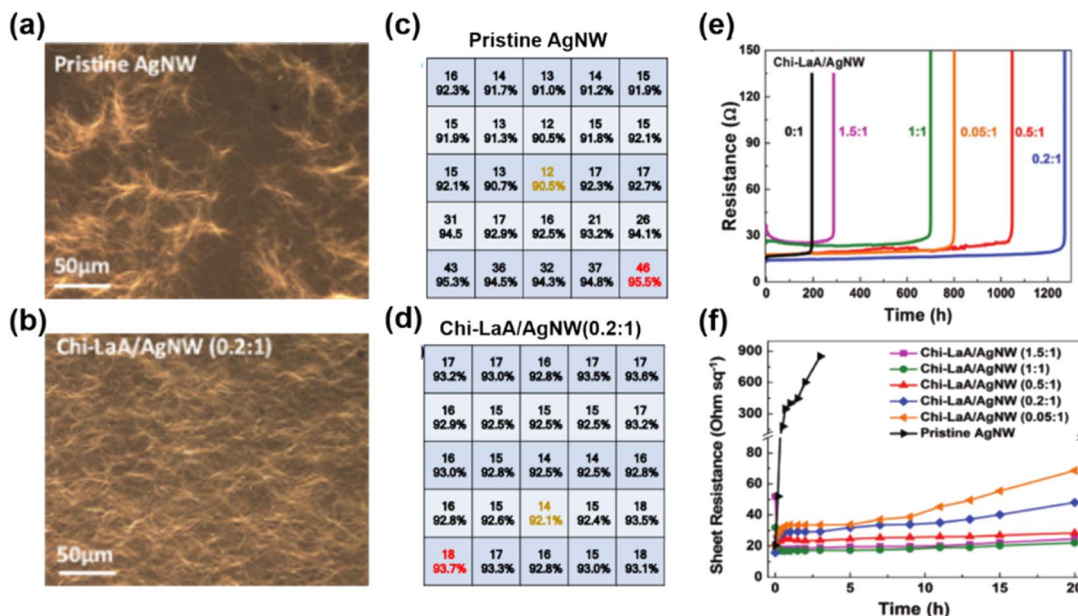 (a)
Pristine AgNW
50μm
(b)
Chi-LaA/AgNW (0.2:1)
50μm
(c)
Pristine AgNW
16 14 13 14 15
92.3% 91.7% 91.0% 91.2% 91.9%
15 13 12 15 15
91.9% 91.3% 90.5% 91.8% 92.1%
15 13 12 17 17
92.1% 90.7% 90.5% 92.3% 92.7%
31 17 16 21 26
94.5 92.9% 92.5% 93.2% 94.1%
43 36 32 37 46
95.3% 94.5% 94.3% 94.8% 95.5%
(d)
Chi-LaA/AgNW(0.2:1)
17 17 16 17 17
93.2% 93.0% 92.8% 93.5% 93.6%
16 15 15 15 17
92.9% 92.5% 92.5% 92.5% 93.2%
16 15 14 14 16
93.0% 92.8% 92.5% 92.5% 92.8%
16 15 14 15 18
92.8% 92.6% 92.1% 92.4% 93.5%
18 17 16 15 18
93.7% 93.3% 92.8% 93.0% 93.1%
(e)
Resistance (Ω)
150
120
90
60
30
0
Chi-LaA/AgNW
0:1
1.5:1
1:1
0.05:1
0.5:1
0.2:1
0 200 400 600 800 1000 1200
Time (h)
(f)
Sheet Resistance (Ohm sq⁻¹)
900
600
300
60
40
20
0
Chi-LaA/AgNW (1.5:1)
Chi-LaA/AgNW (1:1)
Chi-LaA/AgNW (0.5:1)
Chi-LaA/AgNW (0.2:1)
Chi-LaA/AgNW (0.05:1)
Pristine AgNW
0 5 10 15 20
Time (h)